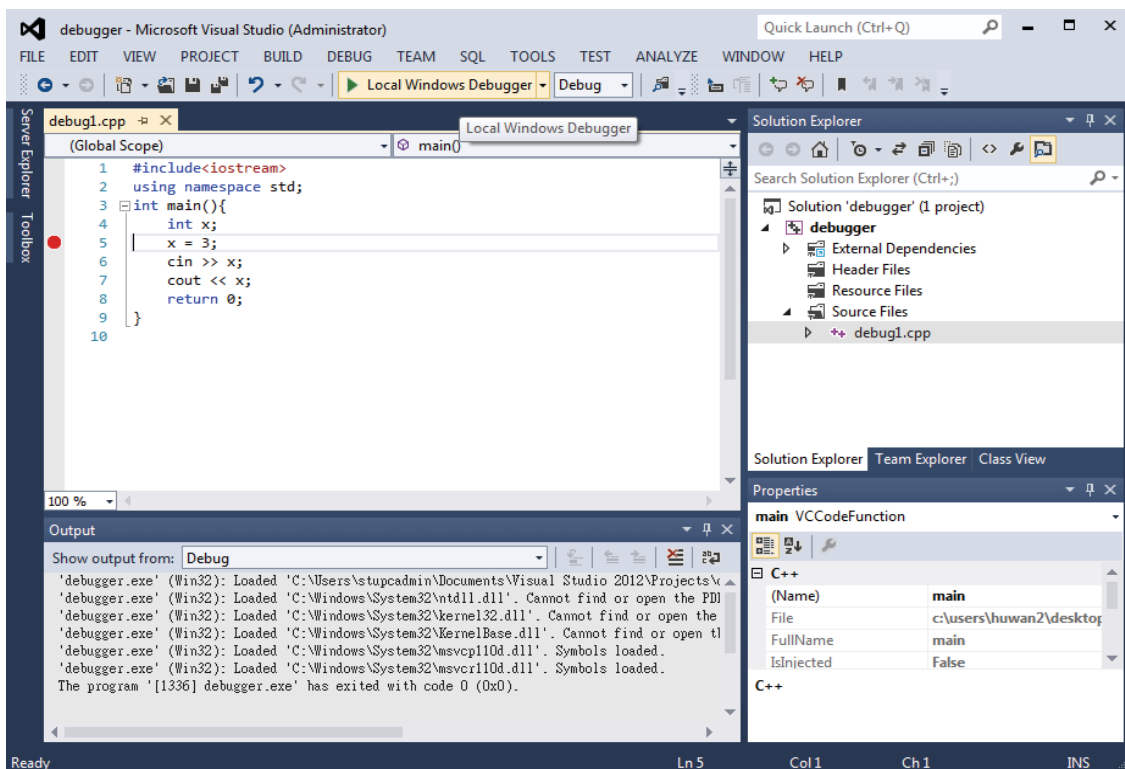 debugger - Microsoft Visual Studio (Administrator)
Quick Launch (Ctrl+Q)
FILE EDIT VIEW PROJECT BUILD DEBUG TEAM SQL TOOLS TEST ANALYZE WINDOW HELP
Local Windows Debugger Debug
Server Explorer
Toolbox
debug1.cpp
Local Windows Debugger
(Global Scope) main()
1 #include<iostream>
2 using namespace std;
3 int main(){
4 int x;
5 x = 3;
6 cin >> x;
7 cout << x;
8 return 0;
9 }
10
100 %
Solution Explorer
Search Solution Explorer (Ctrl+;)
Solution 'debugger' (1 project)
debugger
External Dependencies
Header Files
Resource Files
Source Files
debug1.cpp
Solution Explorer Team Explorer Class View
Output
Show output from: Debug
'debugger.exe' (Win32): Loaded 'C:\Users\stupcadmin\Documents\Visual Studio 2012\Projects\
'debugger.exe' (Win32): Loaded 'C:\Windows\System32\ntdll.dll'. Cannot find or open the
'debugger.exe' (Win32): Loaded 'C:\Windows\System32\kernel32.dll'. Cannot find or open the
'debugger.exe' (Win32): Loaded 'C:\Windows\System32\KernelBase.dll'. Cannot find or open
'debugger.exe' (Win32): Loaded 'C:\Windows\System32\msvcp110d.dll'. Symbols loaded.
'debugger.exe' (Win32): Loaded 'C:\Windows\System32\msvcr110d.dll'. Symbols loaded.
The program '[1336] debugger.exe' has exited with code 0 (0x0).
Properties
main VCCodeFunction
C++
(Name) main
File c:\users\huwan2\desktop
FullName main
IsInjected False
C++
Ready Ln 5 Col 1 Ch 1 INS